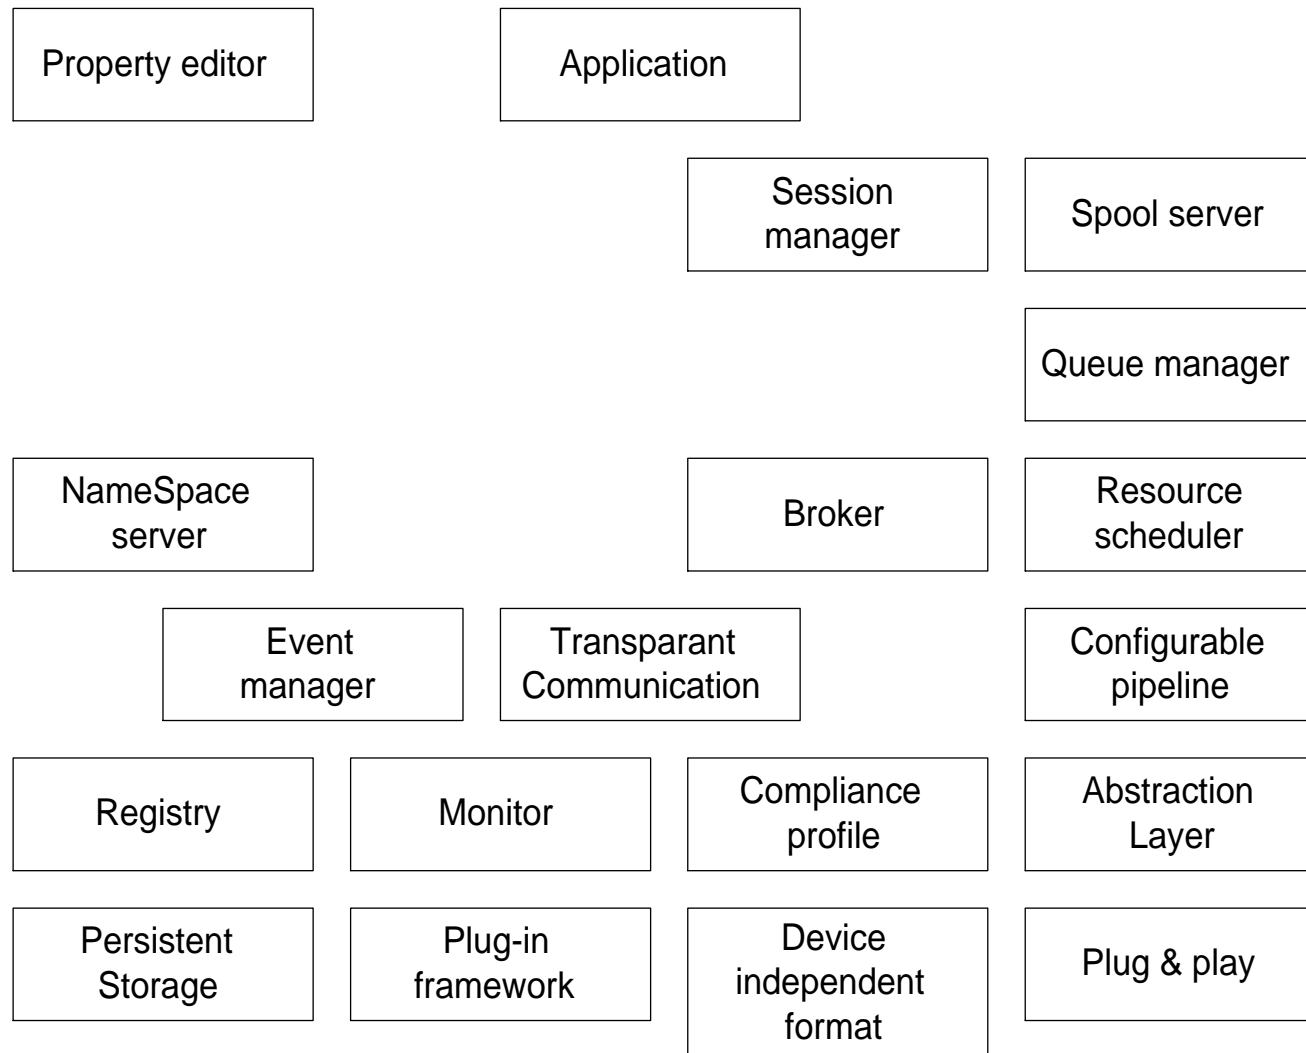 Property editor
Application
Session
manager
Spool server
Queue manager
NameSpace
server
Broker
Resource
scheduler
Event
manager
Transparant
Communication
Configurable
pipeline
Registry
Monitor
Compliance
profile
Abstraction
Layer
Persistent
Storage
Plug-in
framework
Device
independent
format
Plug & play